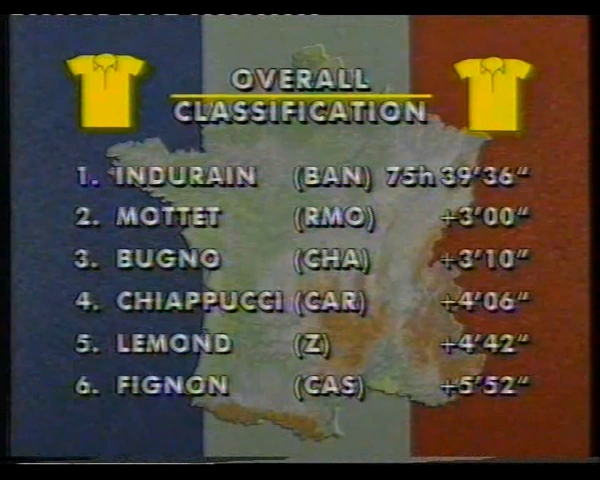 OVERALL
CLASSIFICATION
1. INDURAIN (BAN) 75h 39'36"
2. MOTTET (RMO) +3'00"
3. BUGNO (CHA) +3'10"
4. CHIAPPUCCI (CAR) +4'06"
5. LEMOND (Z) +4'42"
6. FIGNON (CAS) +5'52"